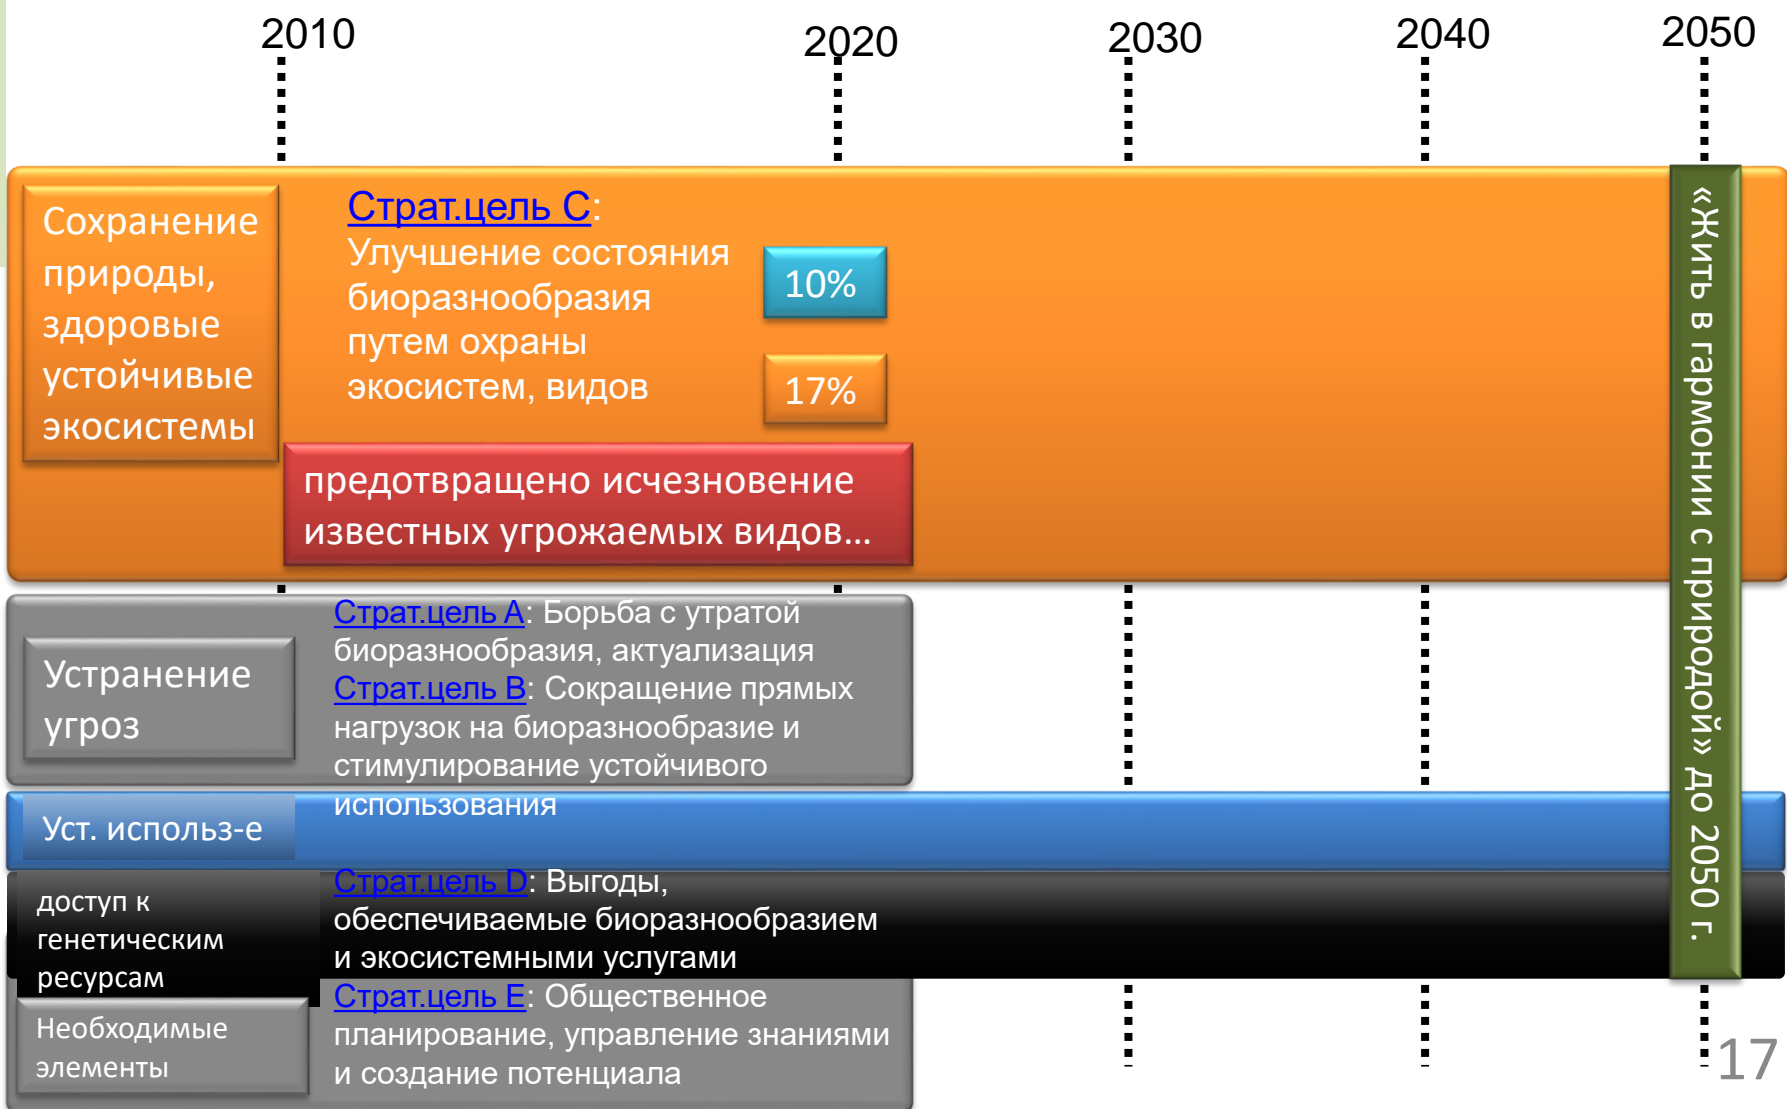 2010
2020
2030
2040
2050
Сохранение
природы,
здоровые
устойчивые
экосистемы
Страт.цель C:
Улучшение состояния
биоразнообразия
путем охраны
экосистем, видов
10%
17%
предотвращено исчезновение
известных угрожаемых видов...
«Жить в гармонии с природой» до 2050 г.
Устранение
угроз
Страт.цель A: Борьба с утратой
биоразнообразия, актуализация
Страт.цель B: Сокращение прямых
нагрузок на биоразнообразие и
стимулирование устойчивого
использования
Уст. использ-е
доступ к
генетическим
ресурсам
Страт.цель D: Выгоды,
обеспечиваемые биоразнообразием
и экосистемными услугами
Необходимые
элементы
Страт.цель E: Общественное
планирование, управление знаниями
и создание потенциала
17